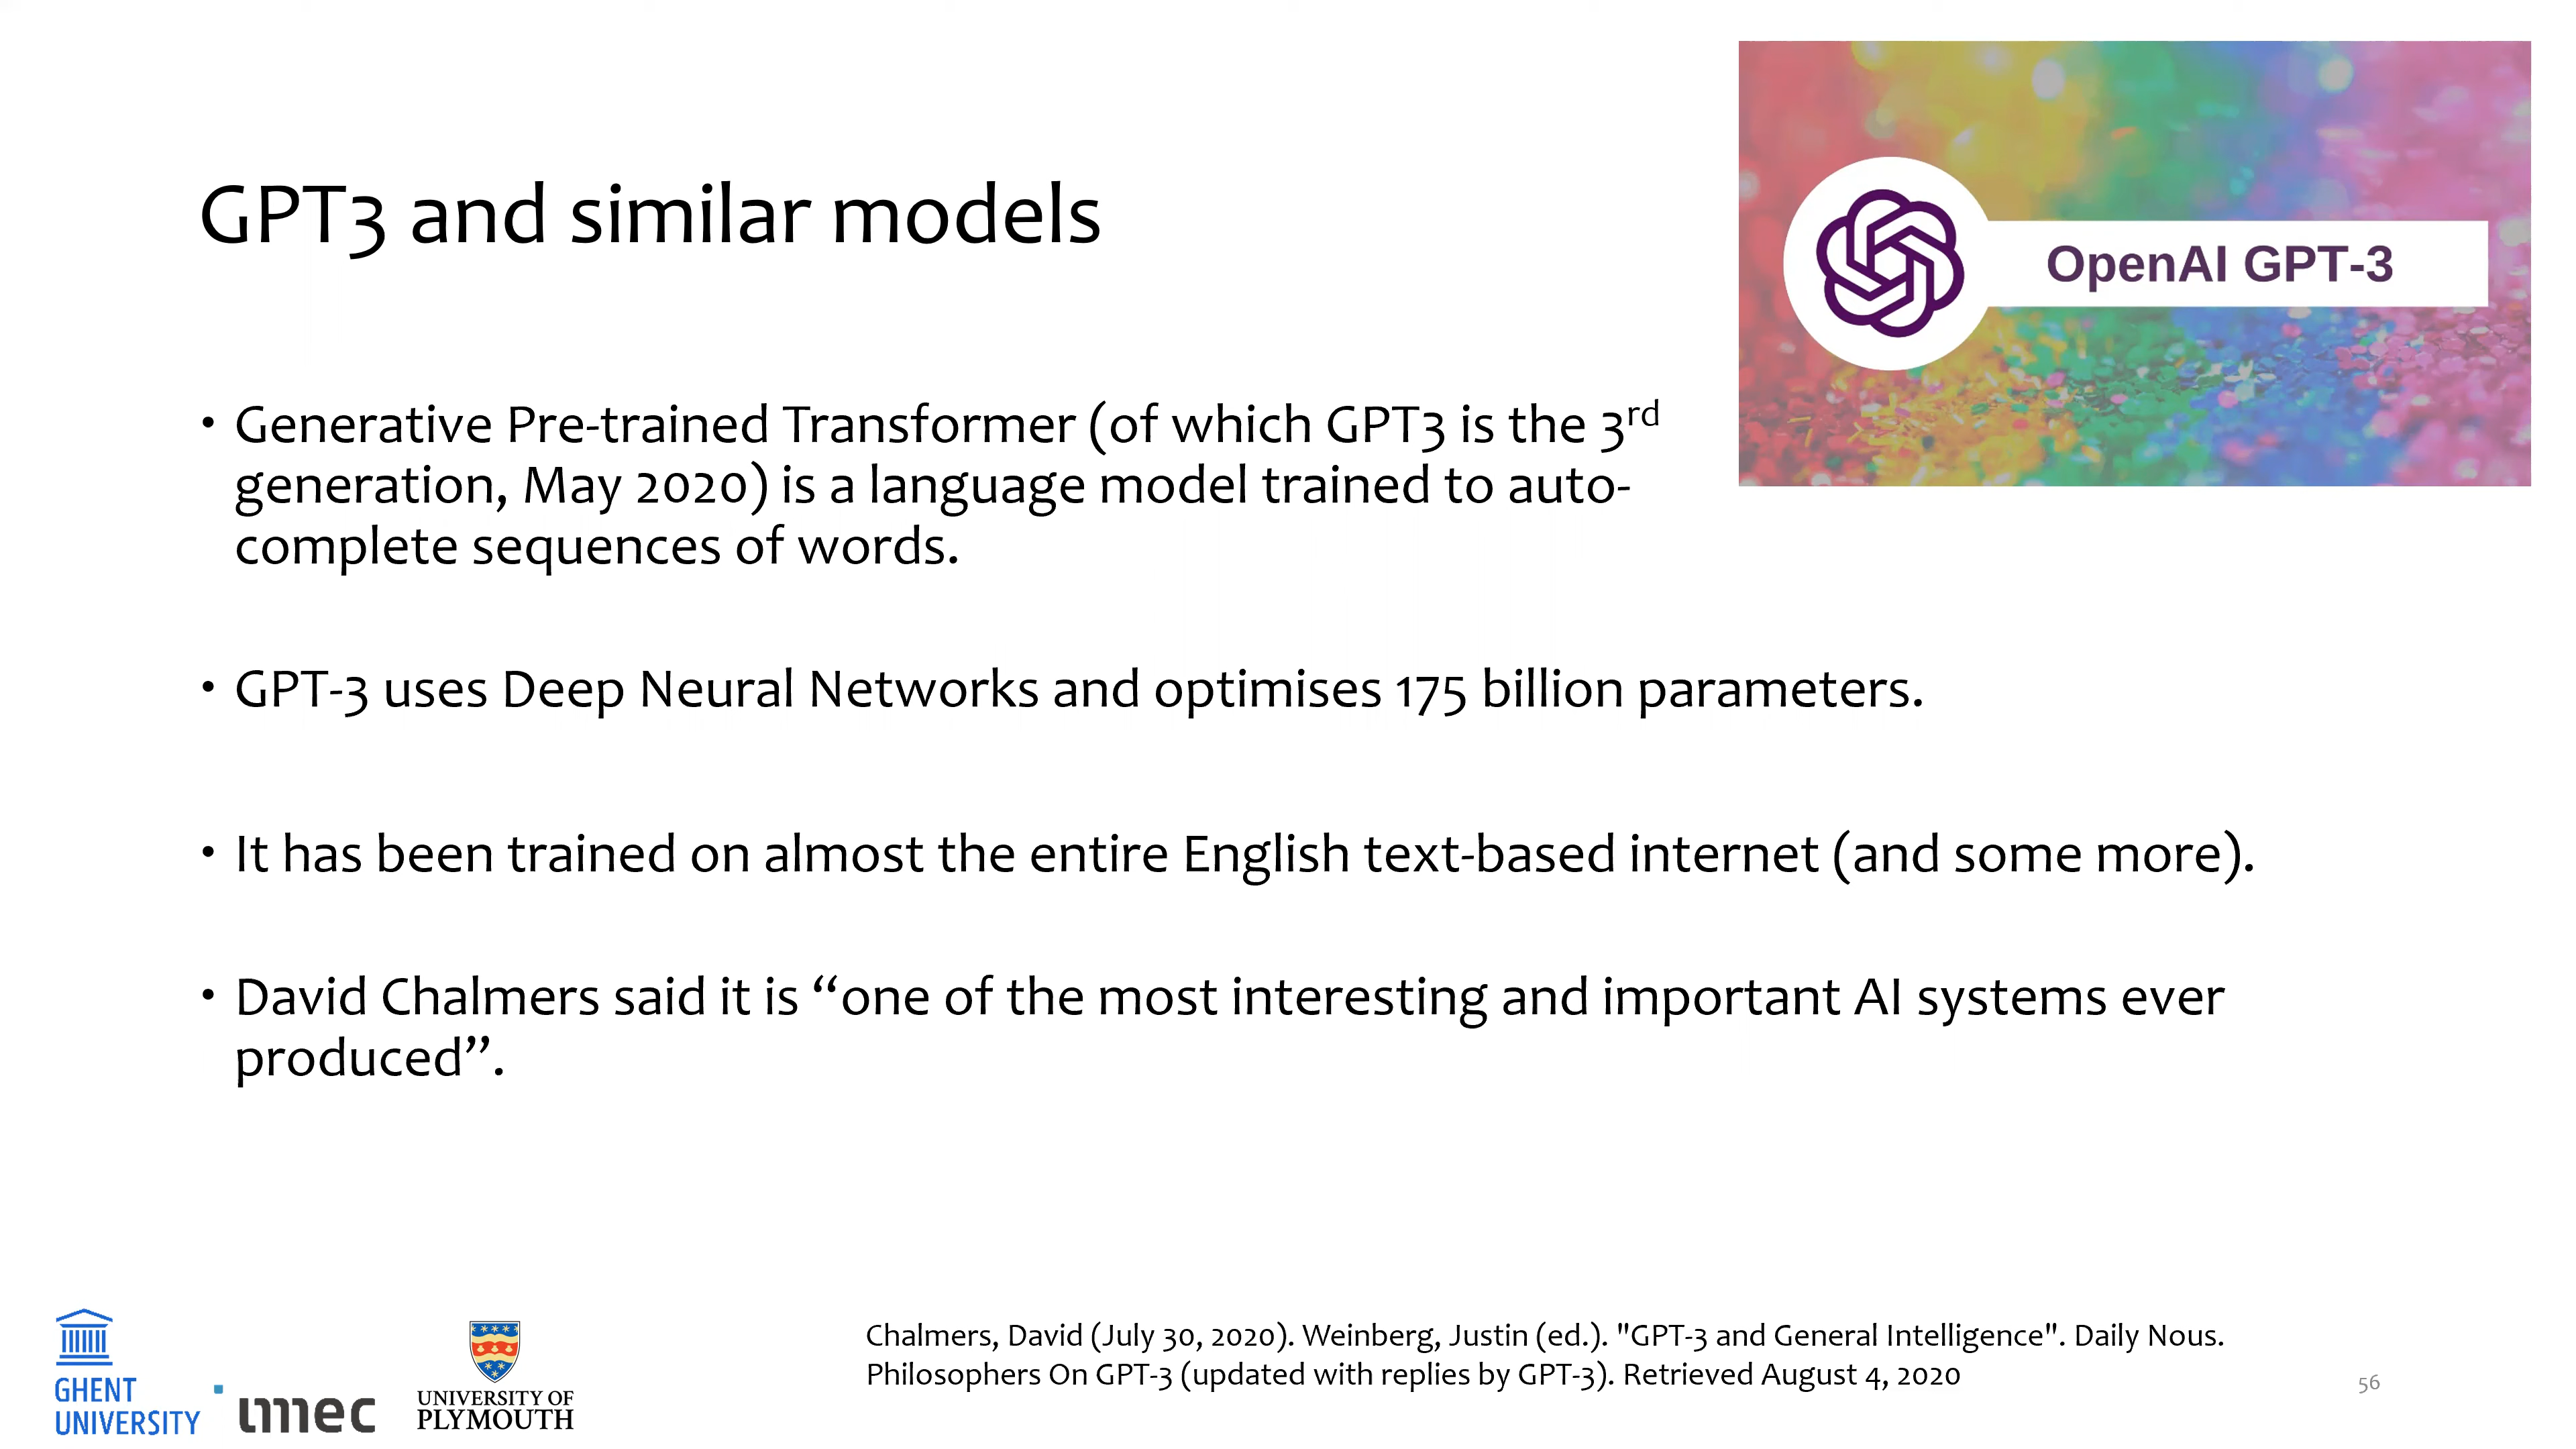 GPT3 and similar models
OpenAI GPT-3
• Generative Pre-trained Transformer (of which GPT3 is the 3rd
generation, May 2020) is a language model trained to auto-
complete sequences of words.
• GPT-3 uses Deep Neural Networks and optimises 175 billion parameters.
• It has been trained on almost the entire English text-based internet (and some more).
• David Chalmers said it is “one of the most interesting and important AI systems ever
produced”.
GHENT
UNIVERSITY
imec
UNIVERSITY OF
PLYMOUTH
Chalmers, David (July 30, 2020). Weinberg, Justin (ed.). "GPT-3 and General Intelligence". Daily Nous.
Philosophers On GPT-3 (updated with replies by GPT-3). Retrieved August 4, 2020
56